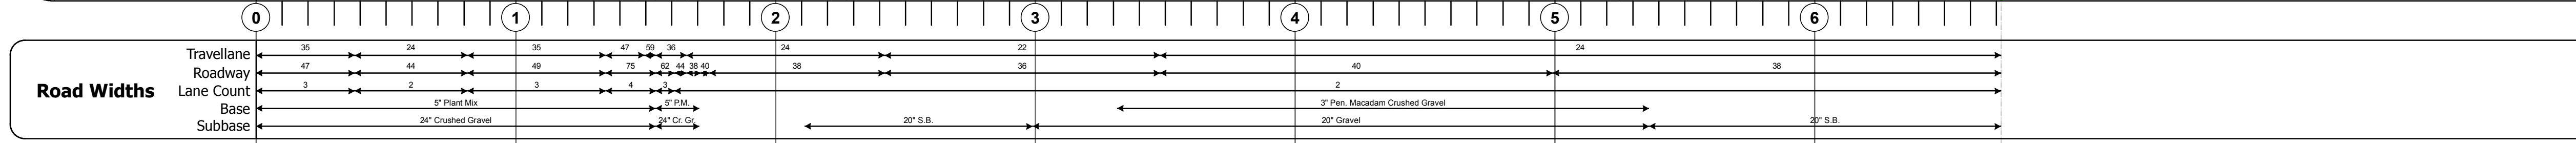 0 1 2 3 4 5 6
Travellane 35 24 35 47 59 36 24 22 24
Roadway 47 44 49 75 62 44 38 40 38 36 40 38
Road Widths
Lane Count 3 2 3 4 3 2
Base 5" Plant Mix 5" P.M. 3" Pen. Macadam Crushed Gravel
Subbase 24" Crushed Gravel 24" Cr. Gr. 20" S.B. 20" Gravel 20" S.B.